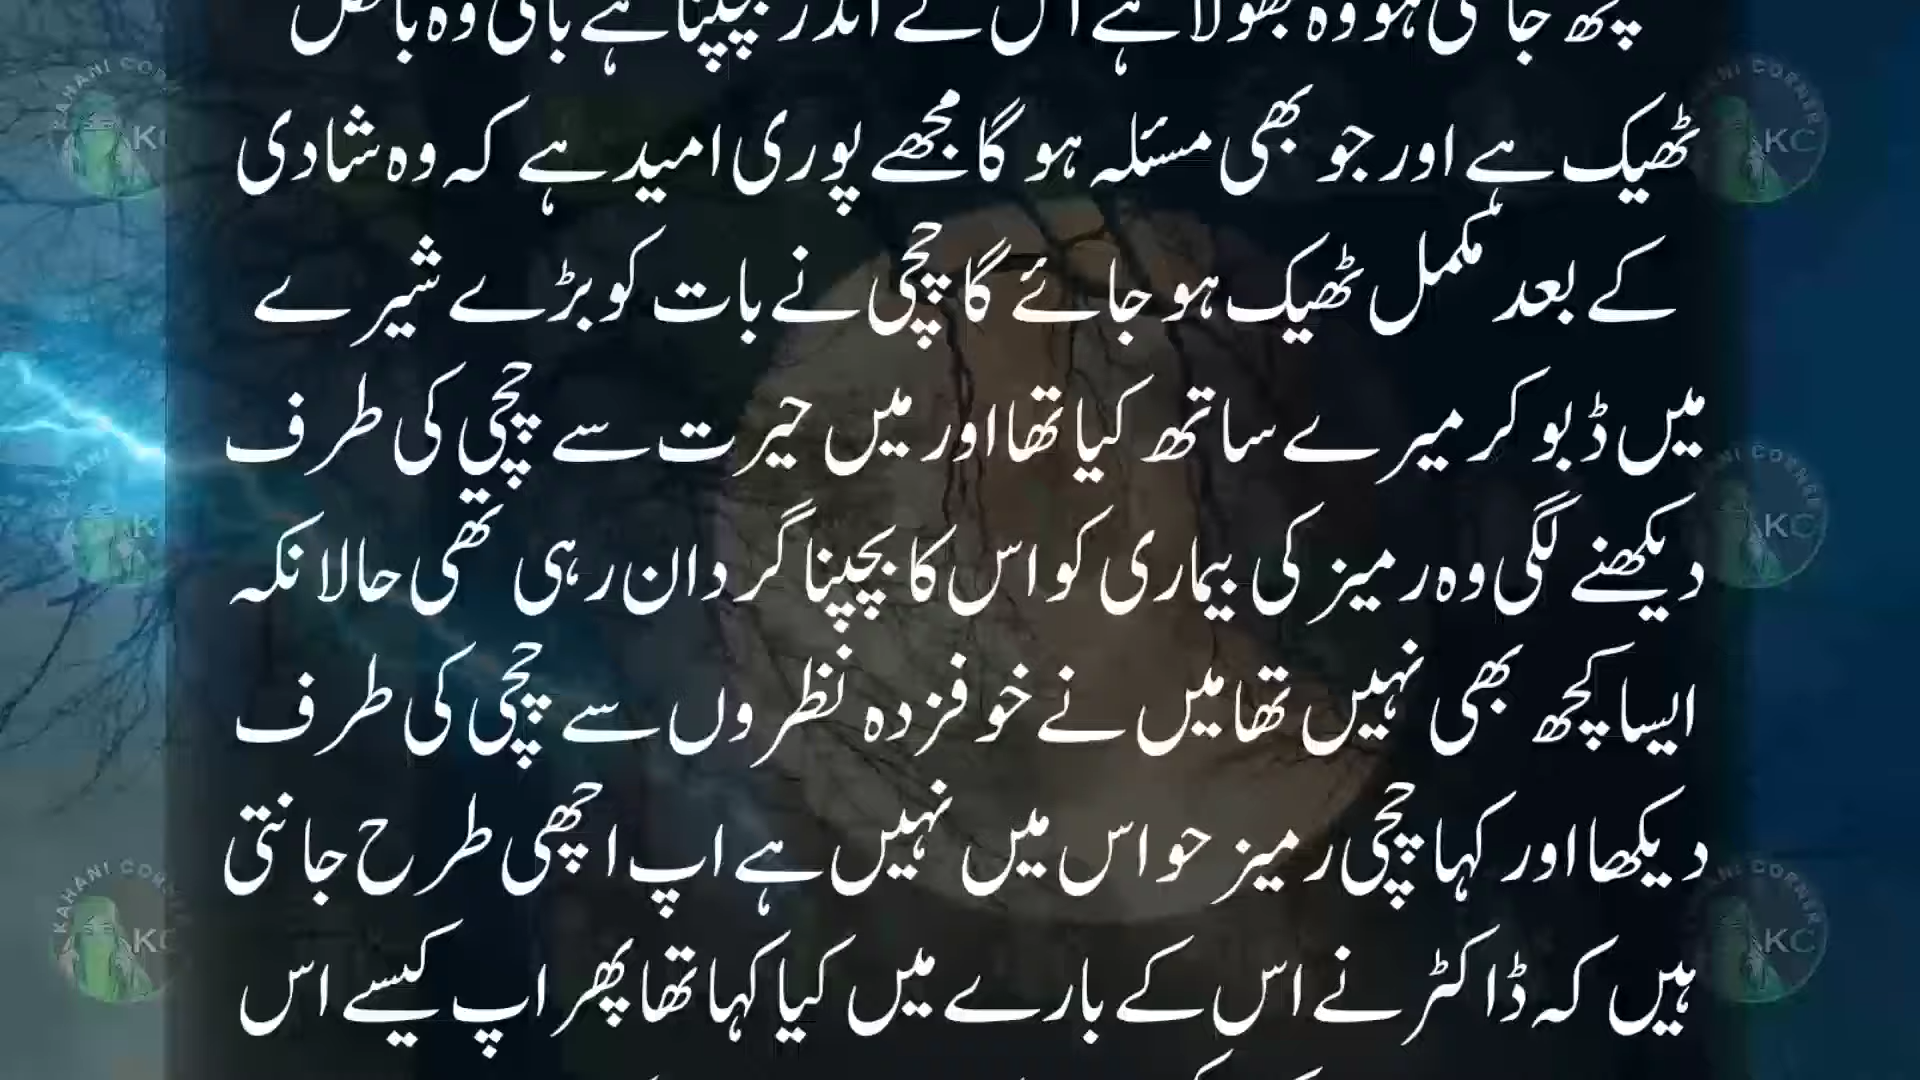 کچھ جانتی ہو وہ بھولا ہے اس کے اندر بچپنا ہے باقی وہ بالکل
ٹھیک ہے اور جو بھی مسئلہ ہو گا مجھے پوری امید ہے کہ وہ شادی
کے بعد مکمل ٹھیک ہو جائے گا چچی نے بات کو بڑے شیرے
میں ڈبو کر میرے ساتھ کیا تھا اور میں حیرت سے چچی کی طرف
دیکھنے لگی وہ رمیز کی بیماری کو اس کا بچپنا گردان رہی تھی حالانکہ
ایسا کچھ بھی نہیں تھا میں نے خوفزدہ نظروں سے چچی کی طرف
دیکھا اور کہا چچی رمیز حواس میں نہیں ہے اپ اچھی طرح جانتی
ہیں کہ ڈاکٹر نے اس کے بارے میں کیا کہا تھا پھر اپ کیسے اس
KAHANI CORNER
KC